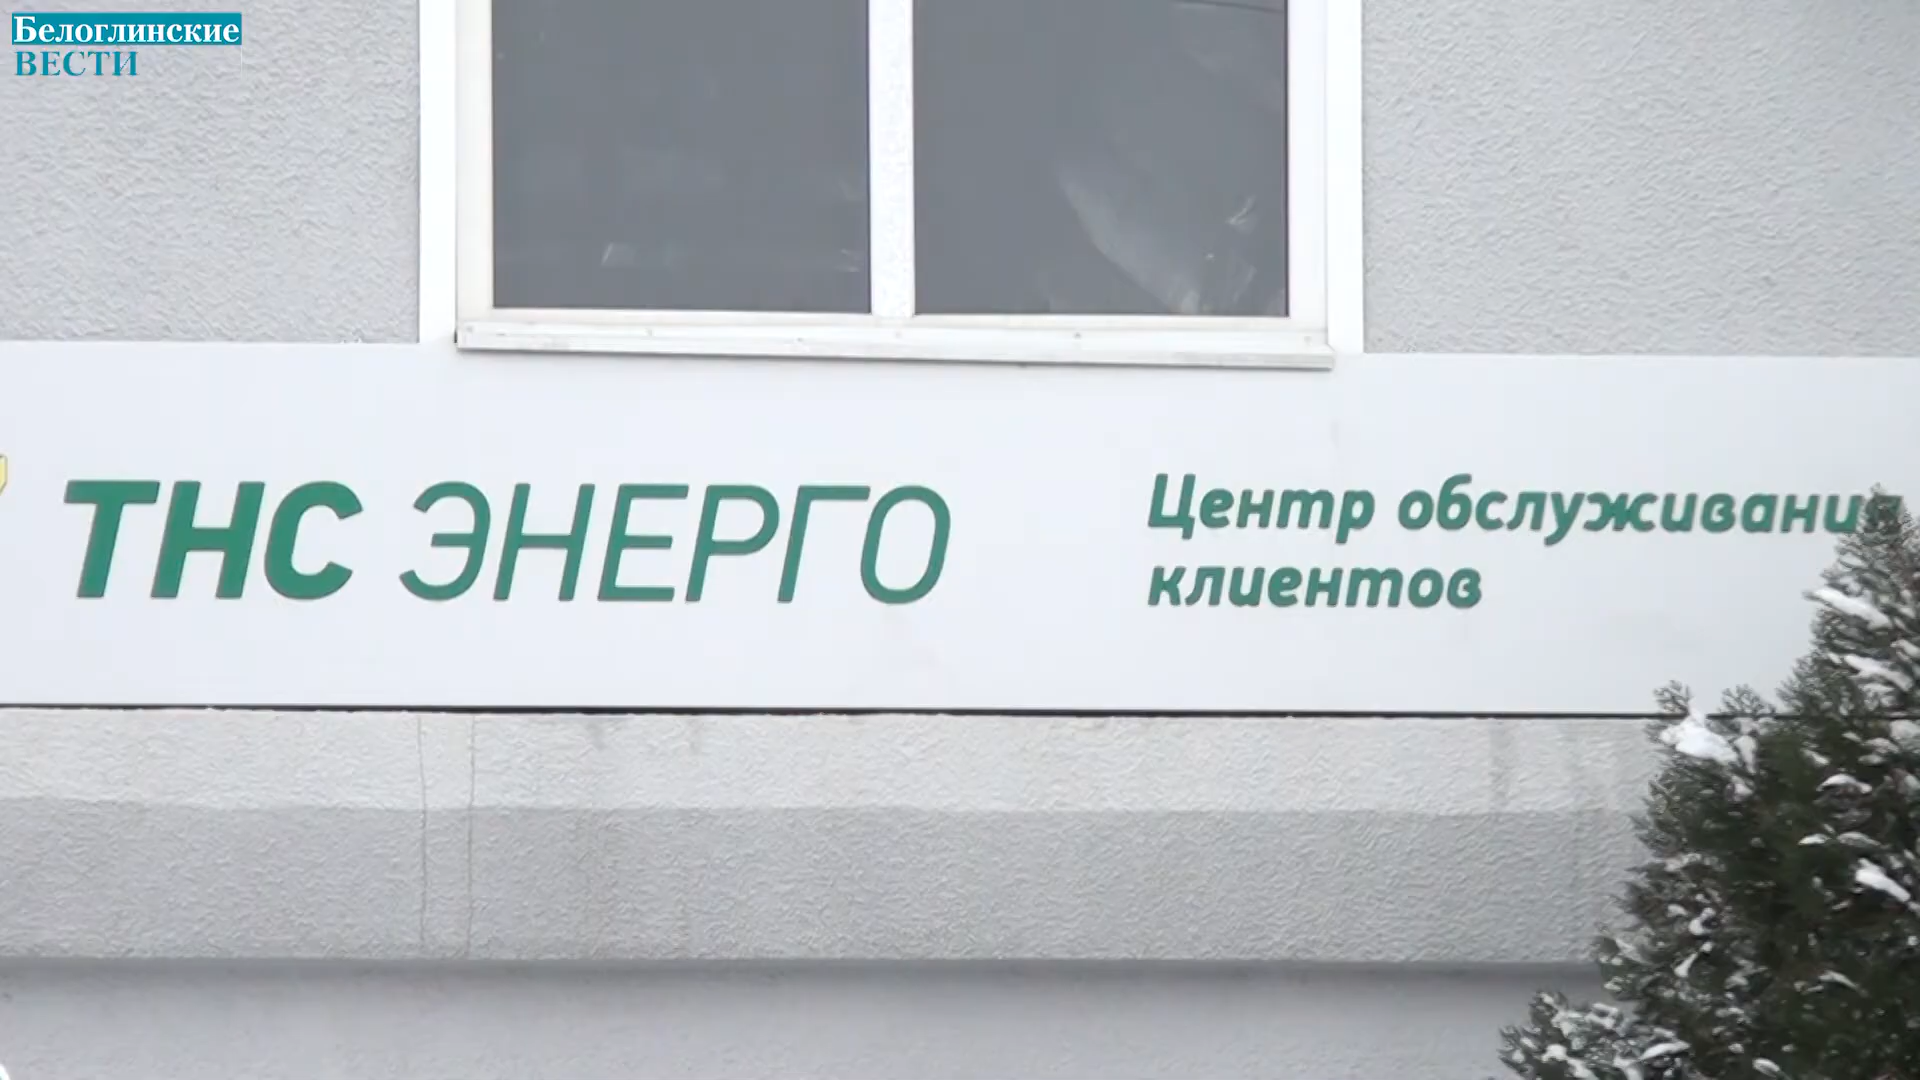 Белоглинские
ВЕСТИ
ТНС ЭНЕРГО
Центр обслуживания
клиентов